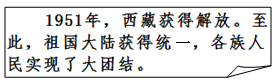 1951年，西藏获得解放。至
此，祖国大陆获得统一，各族人
民实现了大团结。